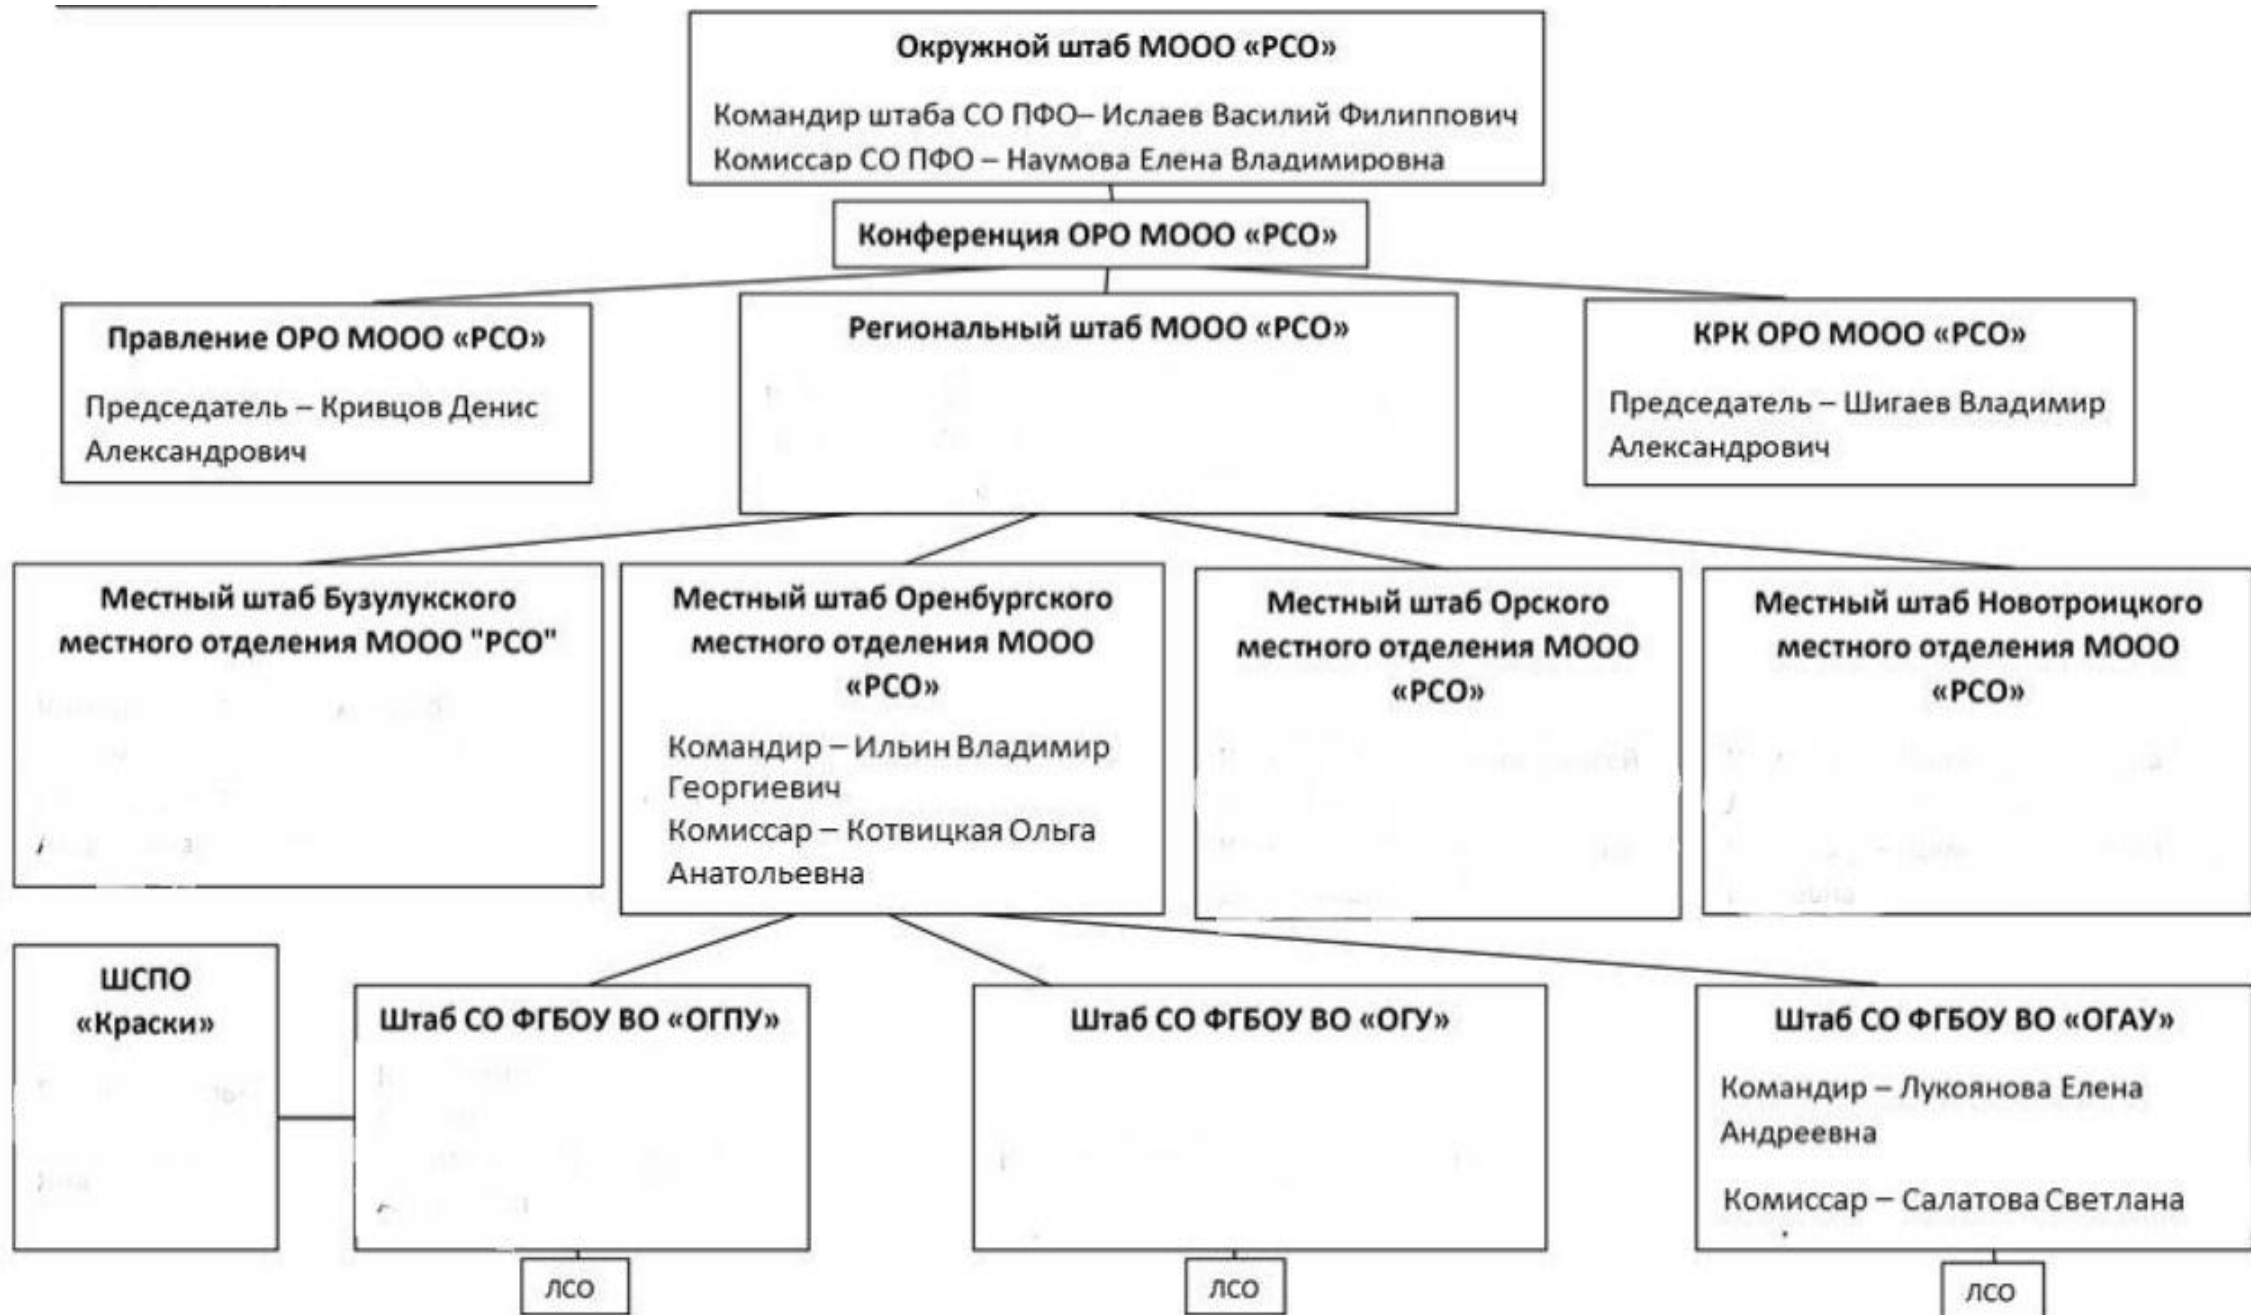 Окружной штаб МООО «РСО»
Командир штаба СО ПФО– Ислаев Василий Филиппович
Комиссар СО ПФО – Наумова Елена Владимировна
Конференция ОРО МООО «РСО»
Правление ОРО МООО «РСО»
Председатель – Кривцов Денис
Александрович
Региональный штаб МООО «РСО»
КРК ОРО МООО «РСО»
Председатель – Шигаев Владимир
Александрович
Местный штаб Бузулукского
местного отделения МООО "РСО"
Местный штаб Оренбургского
местного отделения МООО
«РСО»
Командир – Ильин Владимир
Георгиевич
Комиссар – Котвицкая Ольга
Анатольевна
Местный штаб Орского
местного отделения МООО
«РСО»
Местный штаб Новотроицкого
местного отделения МООО
«РСО»
ШСПО
«Краски»
Штаб СО ФГБОУ ВО «ОГПУ»
Штаб СО ФГБОУ ВО «ОГУ»
Штаб СО ФГБОУ ВО «ОГАУ»
Командир – Лукоянова Елена
Андреевна
Комиссар – Салатова Светлана
ЛСО
ЛСО
ЛСО